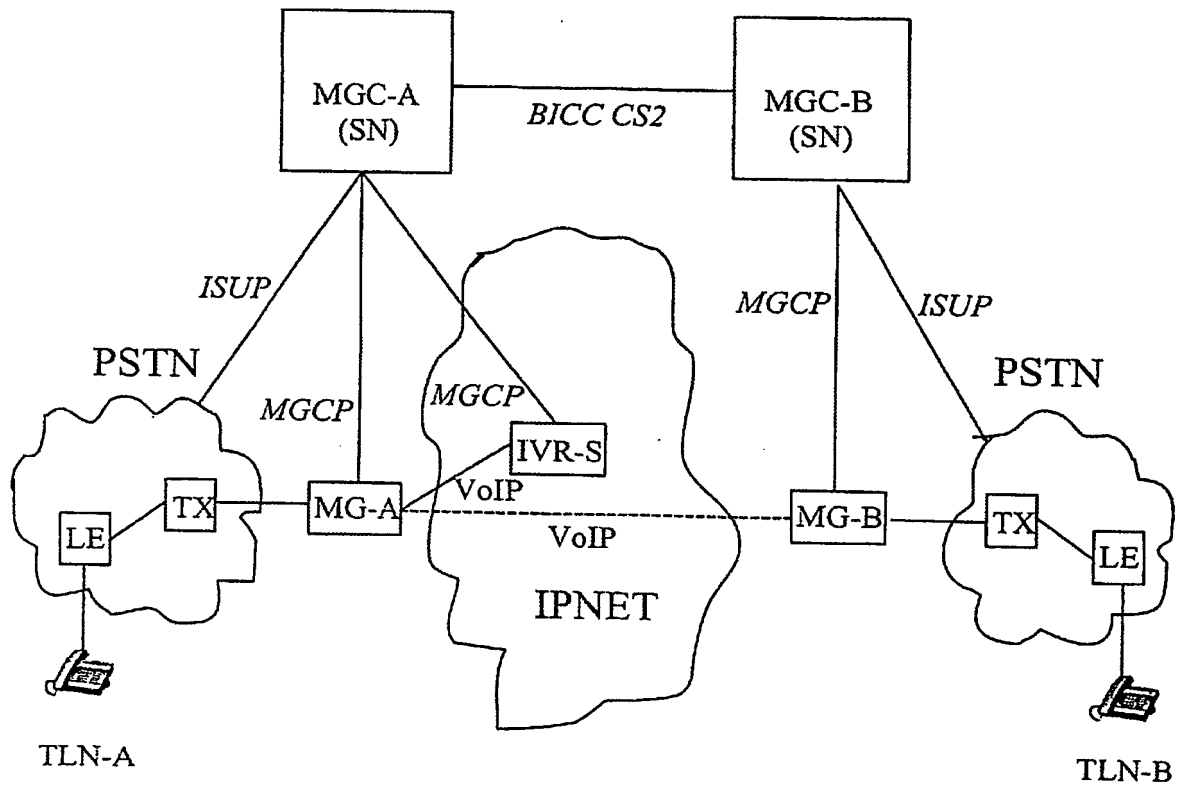 MGC-A
(SN)
BICC CS2
MGC-B
(SN)
ISUP
MGCP
ISUP
PSTN
PSTN
MGCP
MGCP
IVR-S
VoIP
TX
MG-A
MG-B
TX
LE
VoIP
LE
IPNET
TLN-A
TLN-B